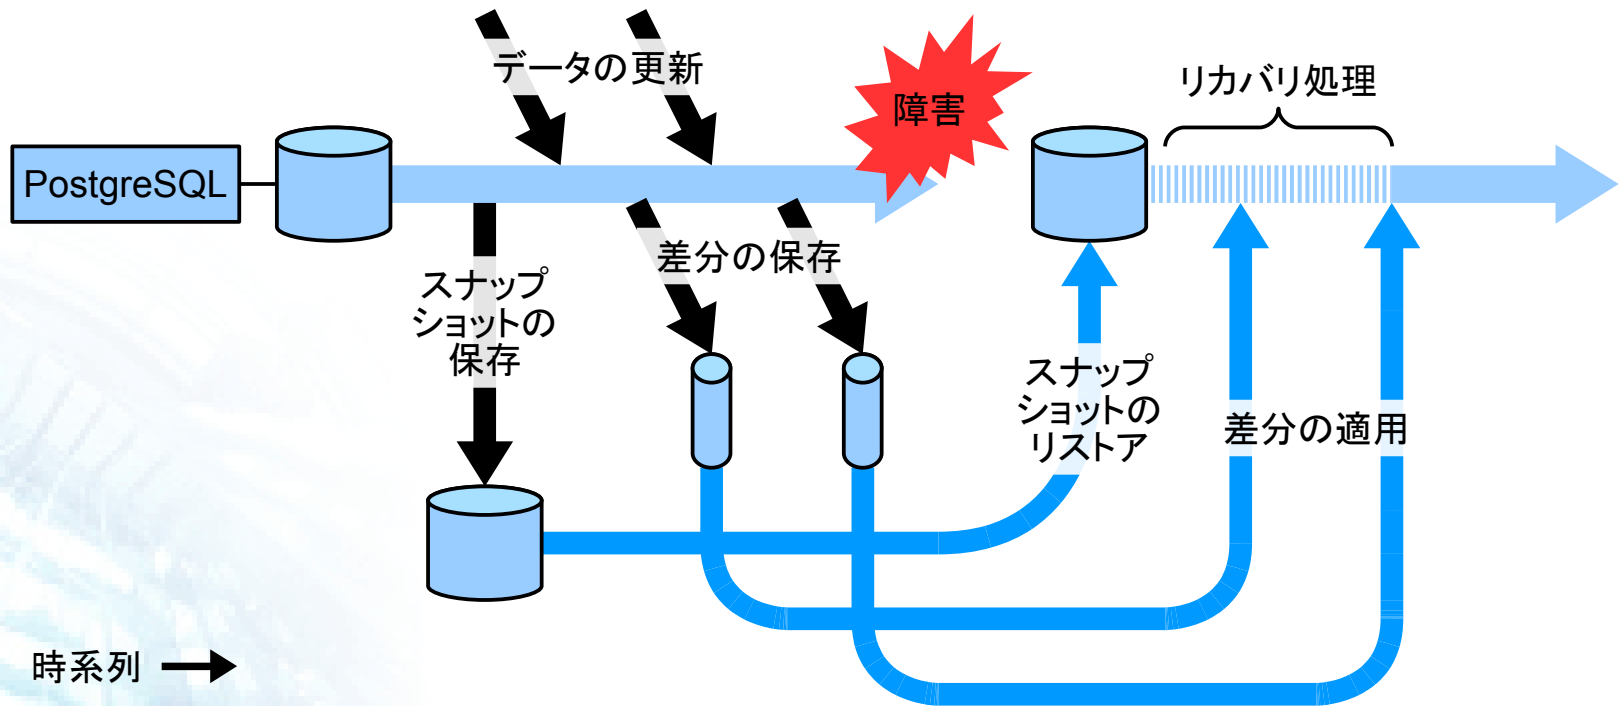 データの更新
障害
リカバリ処理
PostgreSQL
差分の保存
スナップ
ショットの
保存
スナップ
ショットの
リストア
差分の適用
時系列